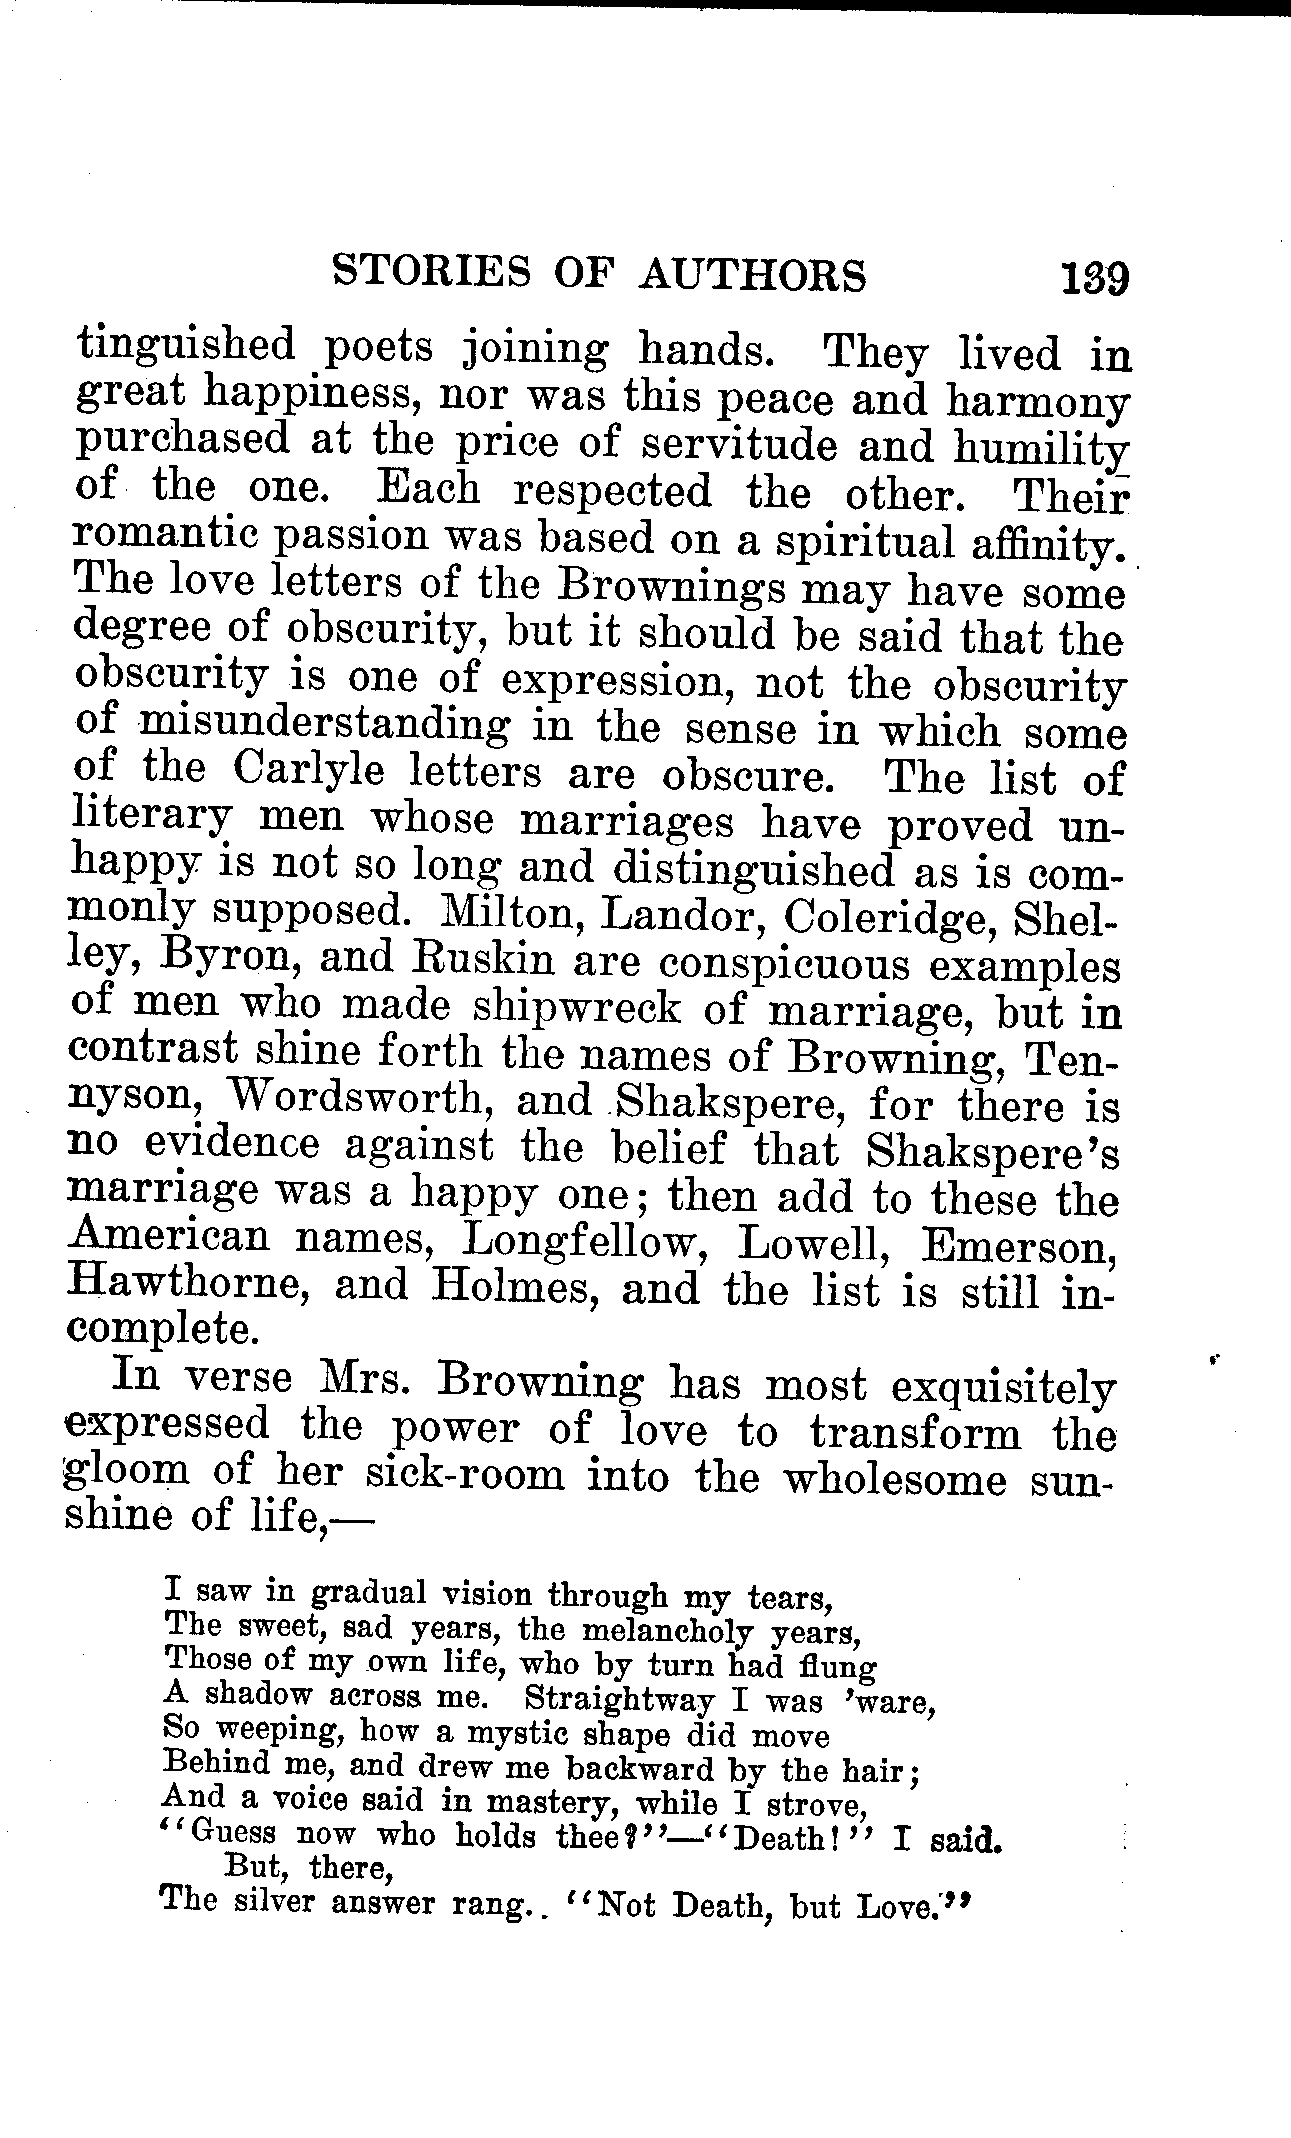 STORIES OF AUTHORS 139
tinguished poets joining hands. They lived in
great happiness, nor was this peace and harmony
purchased at the price of servitude and humility
of the one. Each respected the other. Their
romantic passion was based on a spiritual affinity.
The love letters of the Brownings may have some
degree of obscurity, but it should be said that the
obscurity is one of expression, not the obscurity
of misunderstanding in the sense in which some
of the Carlyle letters are obscure. The list of
literary men whose marriages have proved un-
happy is not so long and distinguished as is com-
monly supposed. Milton, Landor, Coleridge, Shel-
ley, Byron, and Ruskin are conspicuous examples
of men who made shipwreck of marriage, but in
contrast shine forth the names of Browning, Ten-
nyson, Wordsworth, and Shakspere, for there is
no evidence against the belief that Shakspere's
marriage was a happy one; then add to these the
American names, Longfellow, Lowell, Emerson,
Hawthorne, and Holmes, and the list is still in-
complete.
In verse Mrs. Browning has most exquisitely
expressed the power of love to transform the
gloom of her sick-room into the wholesome sun-
shine of life,—
I saw in gradual vision through my tears,
The sweet, sad years, the melancholy years,
Those of my own life, who by turn had flung
A shadow across me. Straightway I was 'ware,
So weeping, how a mystic shape did move
Behind me, and drew me backward by the hair;
And a voice said in mastery, while I strove,
"Guess now who holds thee?"—"Death!" I said.
But, there,
The silver answer rang.. "Not Death, but Love."